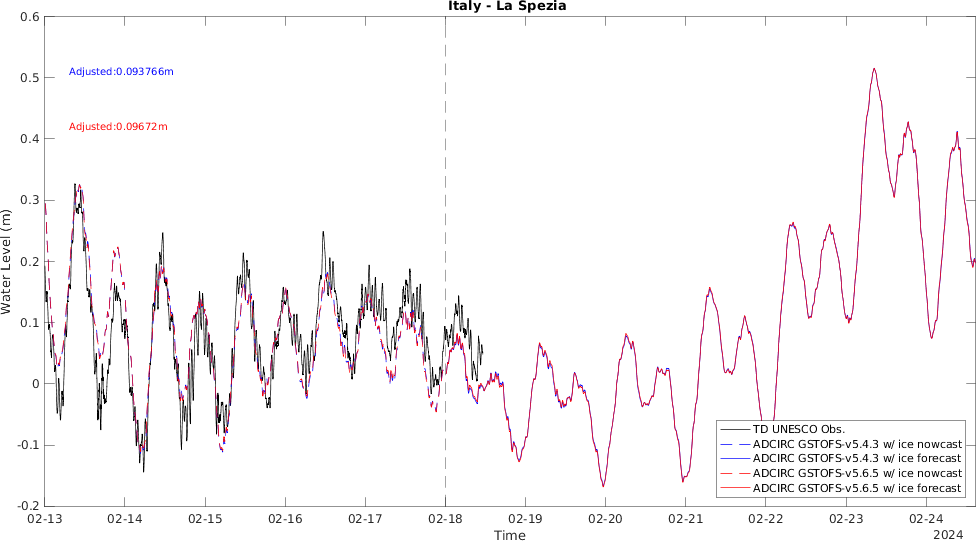 Italy - La Spezia
0.6
0.5
0.4
0.3
0.2
0.1
0
-0.1
-0.2
Water Level (m)
Adjusted:0.093766m
Adjusted:0.09672m
TD UNESCO Obs.
ADCIRC GSTOFS-v5.4.3 w/ ice nowcast
ADCIRC GSTOFS-v5.4.3 w/ ice forecast
ADCIRC GSTOFS-v5.6.5 w/ ice nowcast
ADCIRC GSTOFS-v5.6.5 w/ ice forecast
02-13 02-14 02-15 02-16 02-17 02-18 02-19 02-20 02-21 02-22 02-23 02-24
Time
2024